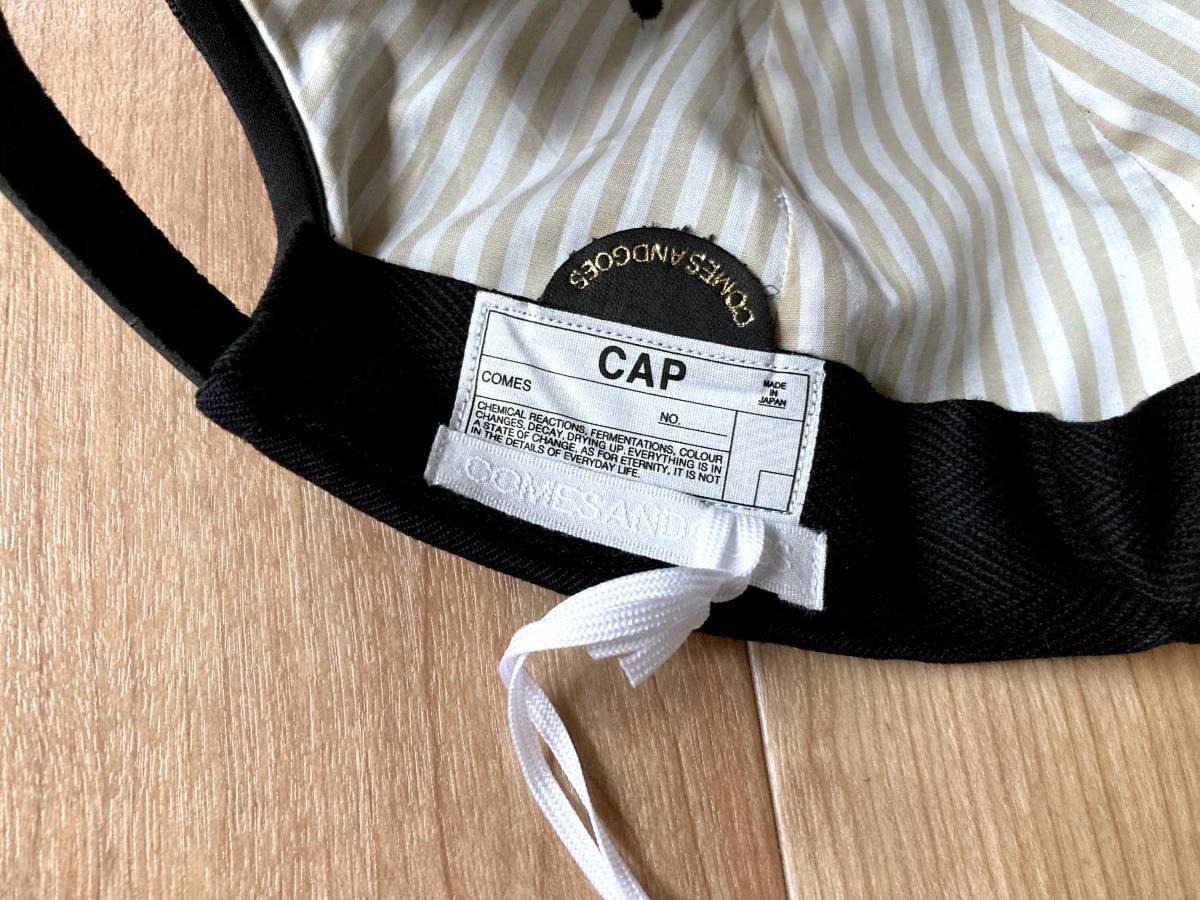 COMESANDGOES
CAP
COMES
MADE
IN
JAPAN
NO.
CHEMICAL REACTIONS, FERMENTATIONS, COLOUR
CHANGES, DECAY, DRYING UP. EVERYTHING IS IN
A STATE OF CHANGE, AS FOR ETERNITY, IT IS NOT
IN THE DETAILS OF EVERYDAY LIFE.
COMESAND